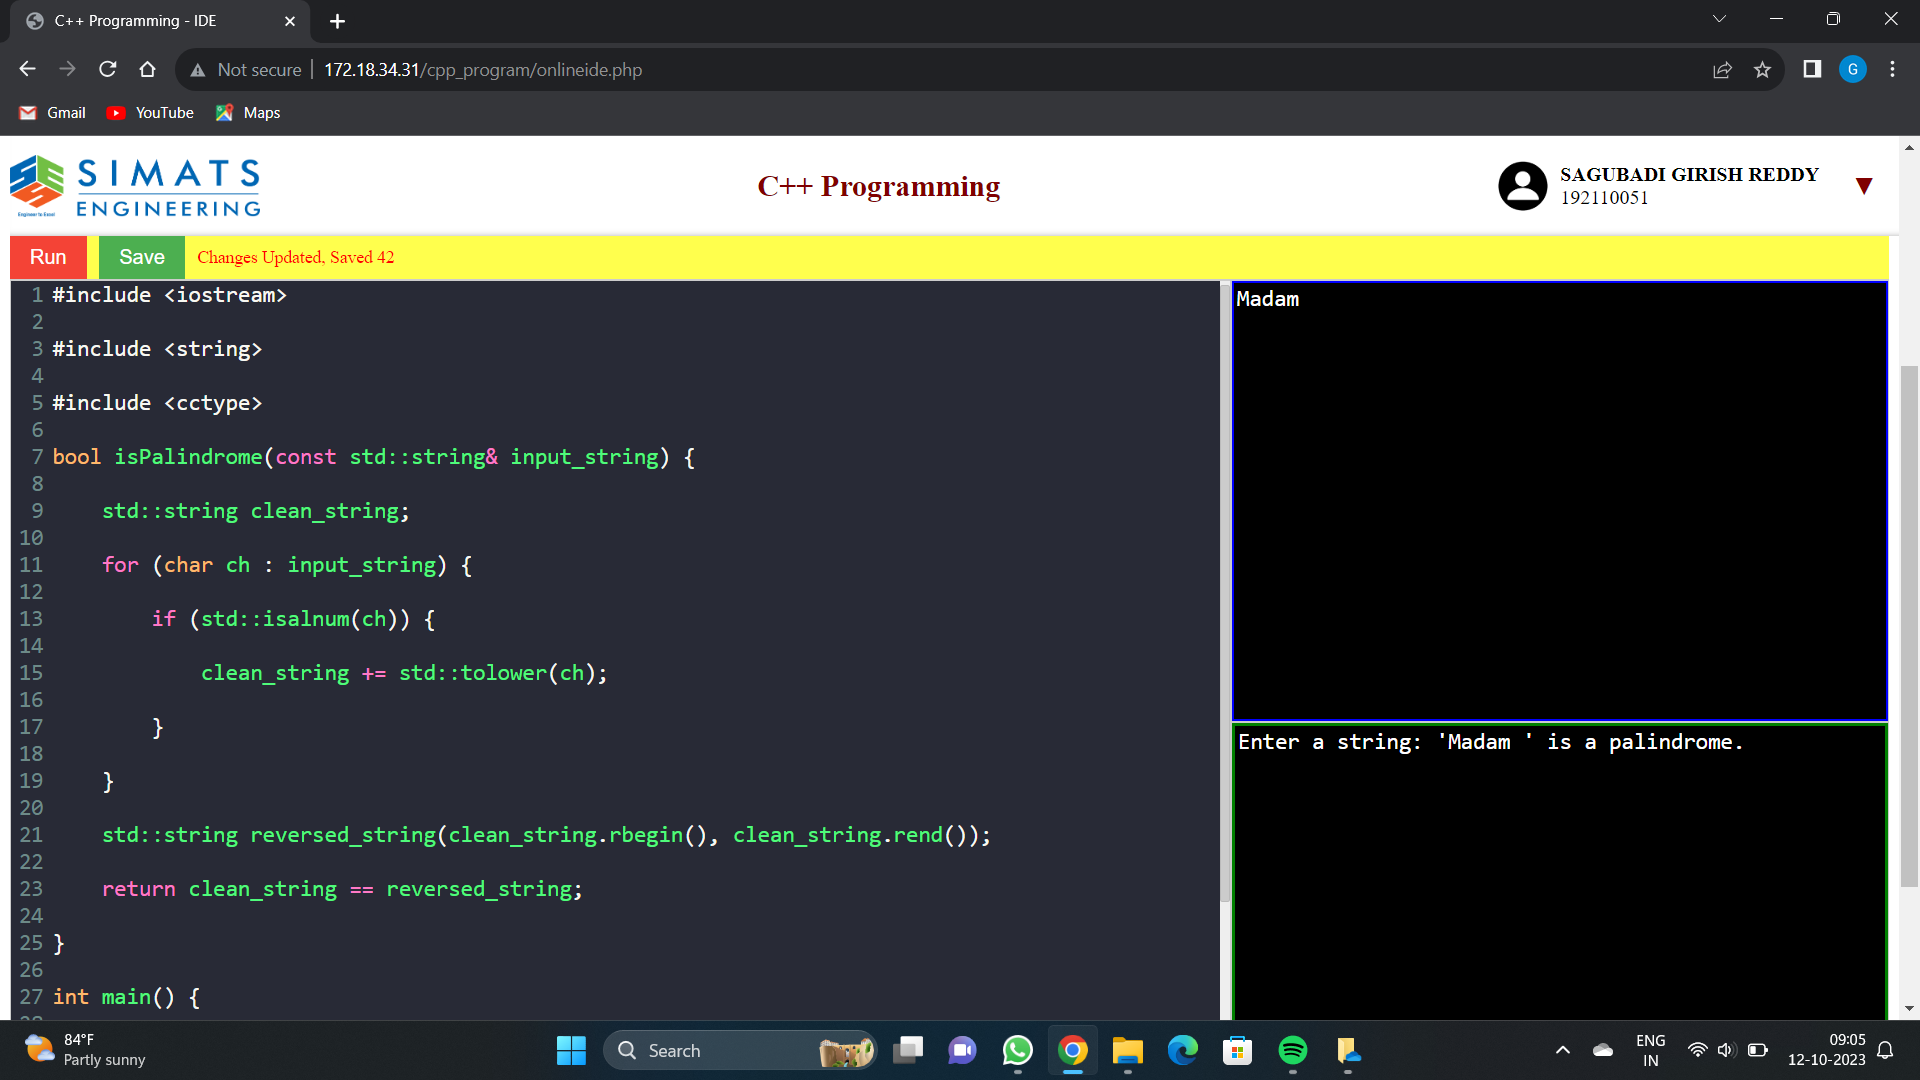 C++ Programming - IDE
Not secure | 172.18.34.31/cpp_program/onlineide.php
G
Gmail YouTube Maps
SIMATS
ENGINEERING
Engineer to Excel
C++ Programming
SAGUBADI GIRISH REDDY
192110051
Run Save Changes Updated, Saved 42
1 #include <iostream>
2
3 #include <string>
4
5 #include <cctype>
6
7 bool isPalindrome(const std::string& input_string) {
8
9 std::string clean_string;
10
11 for (char ch : input_string) {
12
13 if (std::isalnum(ch)) {
14
15 clean_string += std::tolower(ch);
16
17 }
18
19 }
20
21 std::string reversed_string(clean_string.rbegin(), clean_string.rend());
22
23 return clean_string == reversed_string;
24
25 }
26
27 int main() {
28
Madam
Enter a string: 'Madam ' is a palindrome.
84°F
Partly sunny
Search
ENG
IN
09:05
12-10-2023